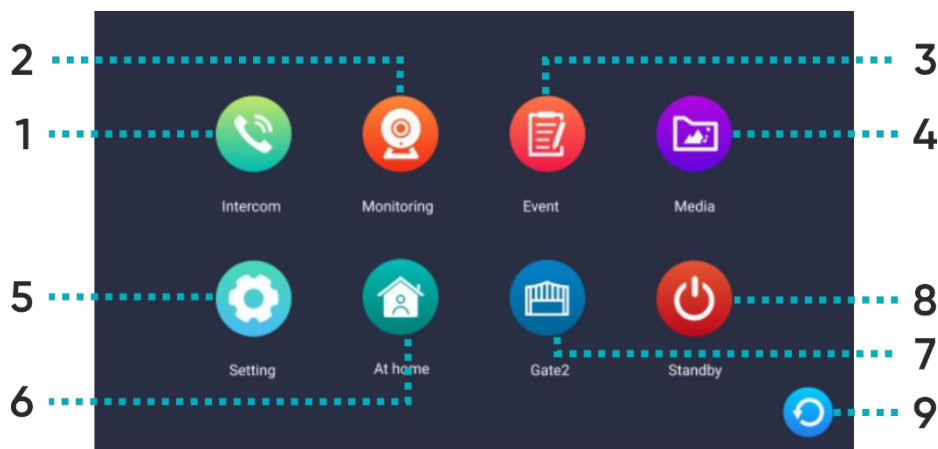 2
3
1
4
Intercom
Monitoring
Event
Media
5
8
Setting
At home
Gate2
Standby
7
6
9